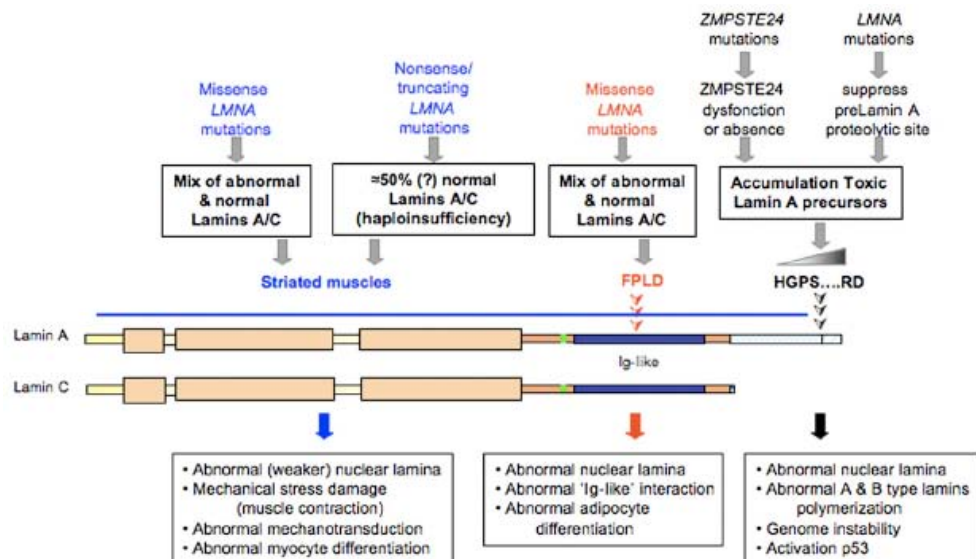 ZMPSTE24
mutations
LMNA
mutations
Missense
LMNA
mutations
Nonsense/
truncating
LMNA
mutations
Missense
LMNA
mutations
ZMPSTE24
dysfonction
or absence
suppress
preLamin A
proteolytic site
Mix of abnormal
& normal
Lamins A/C
≈50% (?) normal
Lamins A/C
(haploinsufficiency)
Mix of abnormal
& normal
Lamins A/C
Accumulation Toxic
Lamin A precursors
Striated muscles
FPLD
HGPS....RD
Lamin A
Ig-like
Lamin C
• Abnormal (weaker) nuclear lamina
• Mechanical stress damage
(muscle contraction)
• Abnormal mechanotransduction
• Abnormal myocyte differentiation
• Abnormal nuclear lamina
• Abnormal 'Ig-like' interaction
• Abnormal adipocyte
differentiation
• Abnormal nuclear lamina
• Abnormal A & B type lamins
polymerization
• Genome instability
• Activation p53